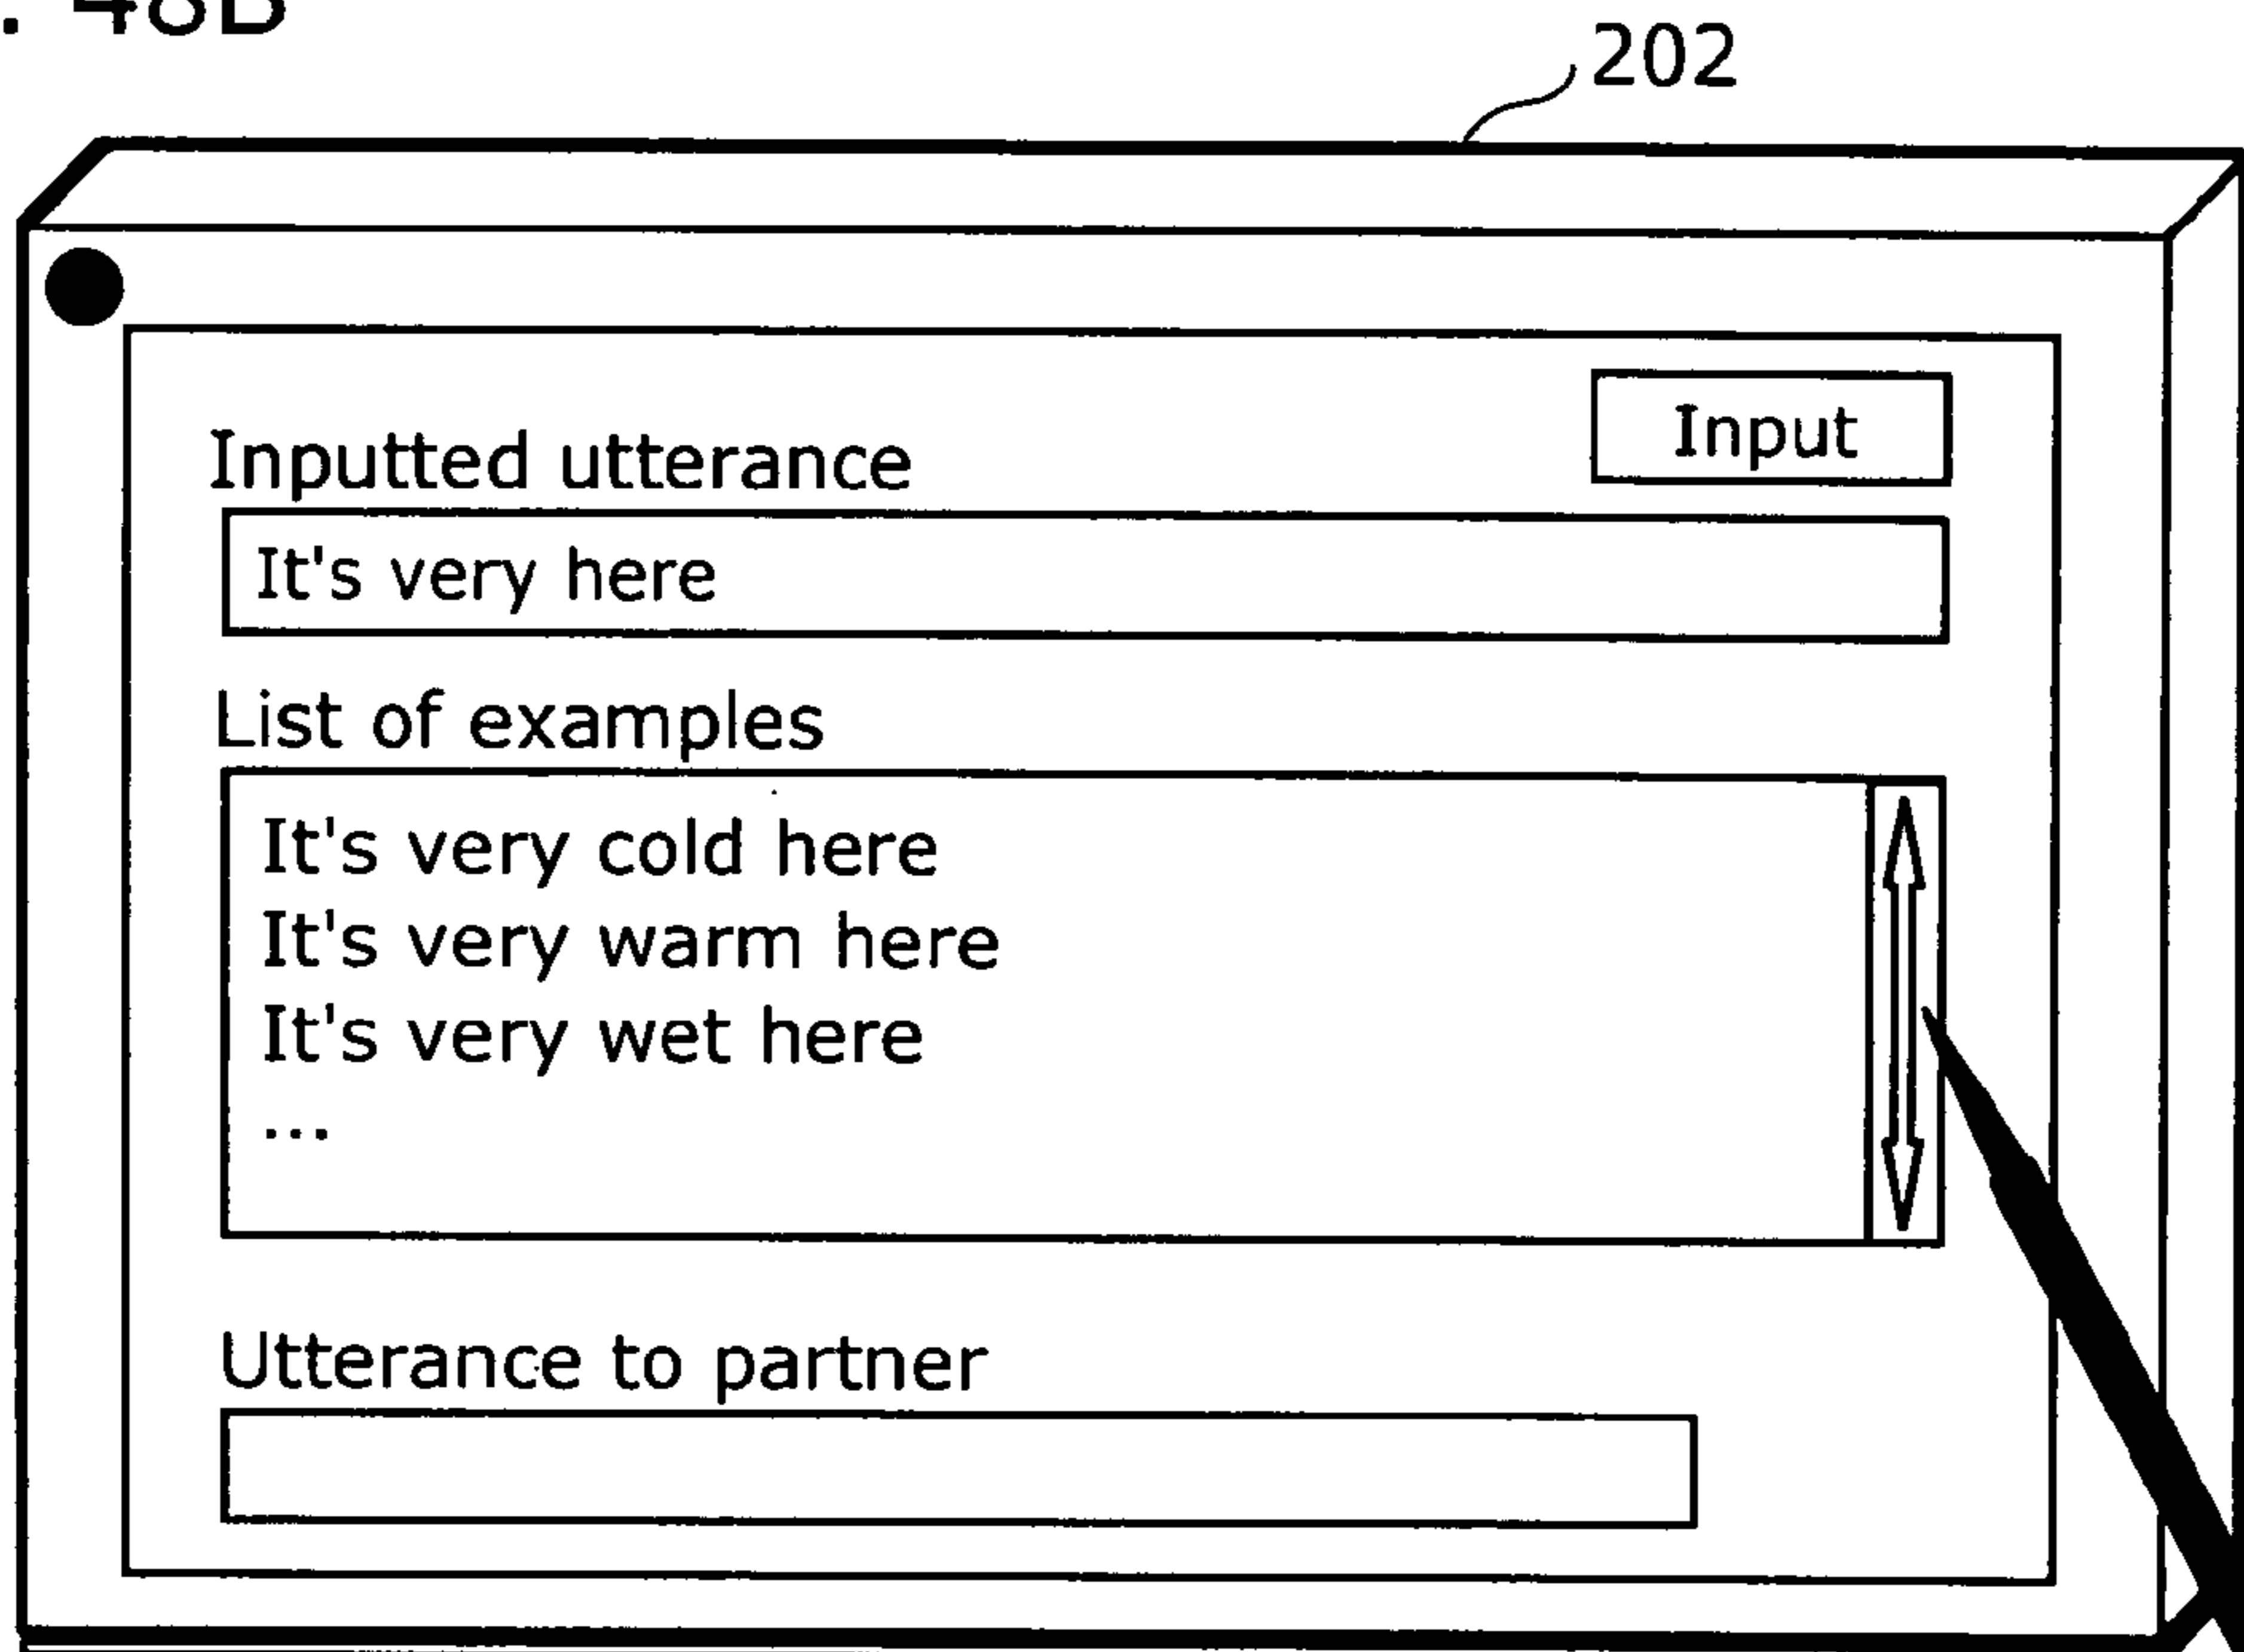 . 48B
202
Input
Inputted utterance
It's very here
List of examples
It's very cold here
It's very warm here
It's very wet here
...
Utterance to partner